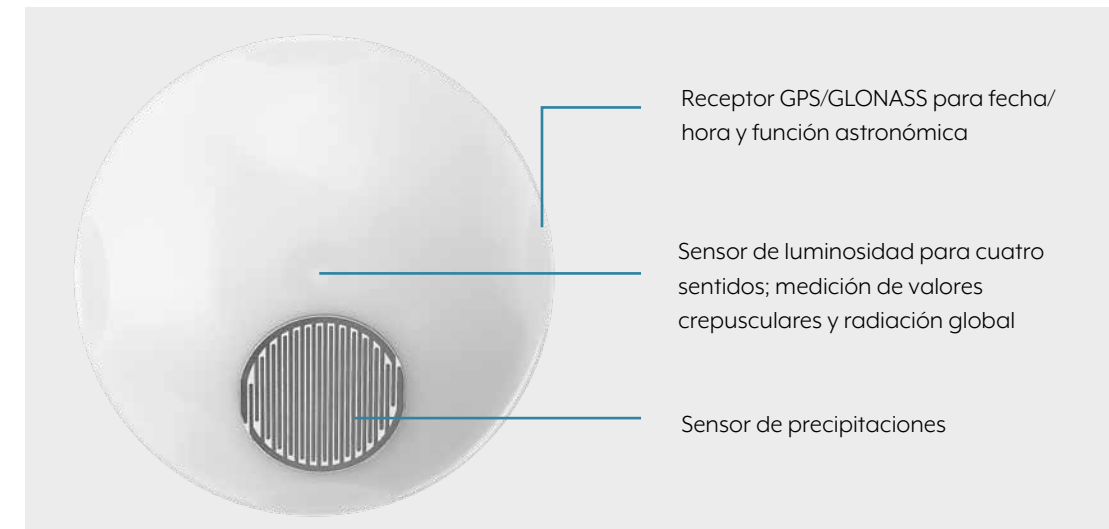 Receptor GPS/GLONASS para fecha/
hora y función astronómica
Sensor de luminosidad para cuatro
sentidos; medición de valores
crepusculares y radiación global
Sensor de precipitaciones